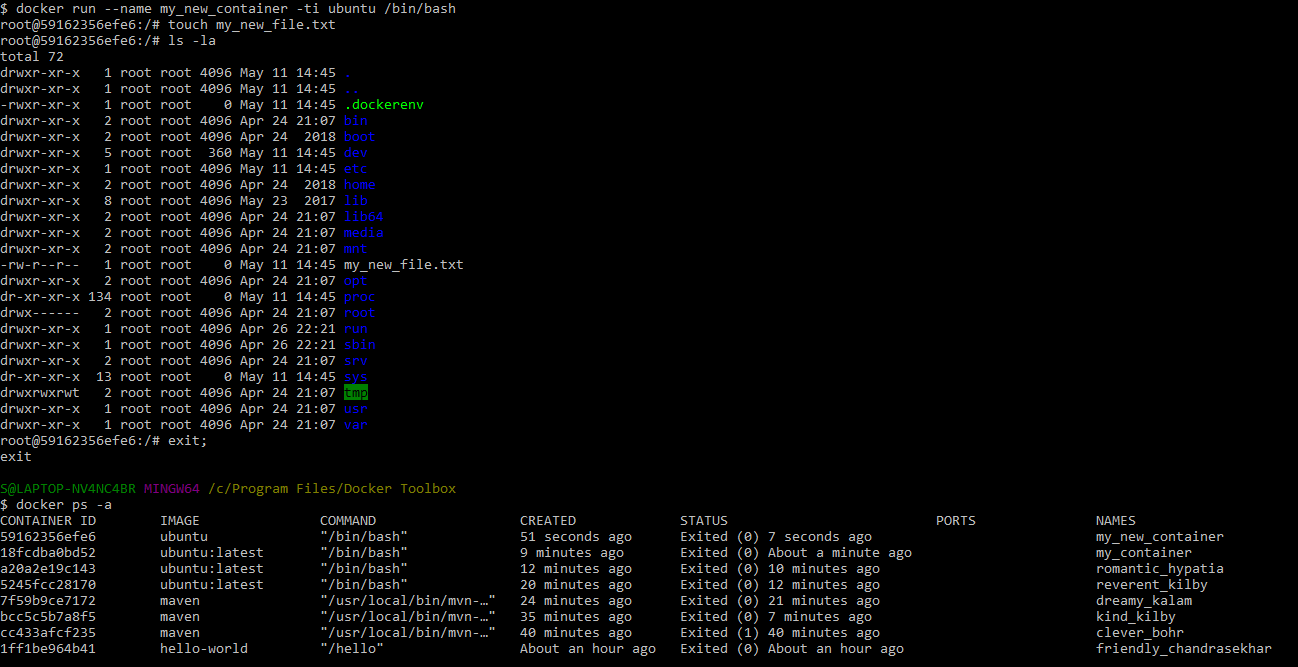 $ docker run --name my_new_container -ti ubuntu /bin/bash
root@59162356efe6:/# touch my_new_file.txt
root@59162356efe6:/# ls -la
total 72
drwxr-xr-x   1 root root 4096 May 11 14:45 .
drwxr-xr-x   1 root root 4096 May 11 14:45 ..
-rwxr-xr-x   1 root root    0 May 11 14:45 .dockerenv
drwxr-xr-x   2 root root 4096 Apr 24 21:07 bin
drwxr-xr-x   2 root root 4096 Apr 24  2018 boot
drwxr-xr-x   5 root root  360 May 11 14:45 dev
drwxr-xr-x   1 root root 4096 May 11 14:45 etc
drwxr-xr-x   2 root root 4096 Apr 24  2018 home
drwxr-xr-x   8 root root 4096 May 23  2017 lib
drwxr-xr-x   2 root root 4096 Apr 24 21:07 lib64
drwxr-xr-x   2 root root 4096 Apr 24 21:07 media
drwxr-xr-x   2 root root 4096 Apr 24 21:07 mnt
-rw-r--r--   1 root root    0 May 11 14:45 my_new_file.txt
drwxr-xr-x   2 root root 4096 Apr 24 21:07 opt
dr-xr-xr-x 134 root root    0 May 11 14:45 proc
drwx------   2 root root 4096 Apr 24 21:07 root
drwxr-xr-x   1 root root 4096 Apr 26 22:21 run
drwxr-xr-x   1 root root 4096 Apr 26 22:21 sbin
drwxr-xr-x   2 root root 4096 Apr 24 21:07 srv
dr-xr-xr-x  13 root root    0 May 11 14:45 sys
drwxrwxrwt   2 root root 4096 Apr 24 21:07 tmp
drwxr-xr-x   1 root root 4096 Apr 24 21:07 usr
drwxr-xr-x   1 root root 4096 Apr 24 21:07 var
root@59162356efe6:/# exit;
exit
S@LAPTOP-NV4NC4BR MINGW64 /c/Program Files/Docker Toolbox
$ docker ps -a
CONTAINER ID        IMAGE               COMMAND                  CREATED             STATUS                          PORTS               NAMES
59162356efe6        ubuntu              "/bin/bash"              51 seconds ago      Exited (0) 7 seconds ago                            my_new_container
18fcdba0bd52        ubuntu:latest       "/bin/bash"              9 minutes ago       Exited (0) About a minute ago                       my_container
a20a2e19c143        ubuntu:latest       "/bin/bash"              12 minutes ago      Exited (0) 10 minutes ago                           romantic_hypatia
5245fcc28170        ubuntu:latest       "/bin/bash"              20 minutes ago      Exited (0) 12 minutes ago                           reverent_kilby
7f59b9ce7172        maven               "/usr/local/bin/mvn-…"   24 minutes ago      Exited (0) 21 minutes ago                           dreamy_kalam
bcc5c5b7a8f5        maven               "/usr/local/bin/mvn-…"   35 minutes ago      Exited (0) 7 minutes ago                            kind_kilby
cc433afcf235        maven               "/usr/local/bin/mvn-…"   40 minutes ago      Exited (1) 40 minutes ago                           clever_bohr
1ff1be964b41        hello-world         "/hello"                 About an hour ago   Exited (0) About an hour ago                        friendly_chandrasekhar